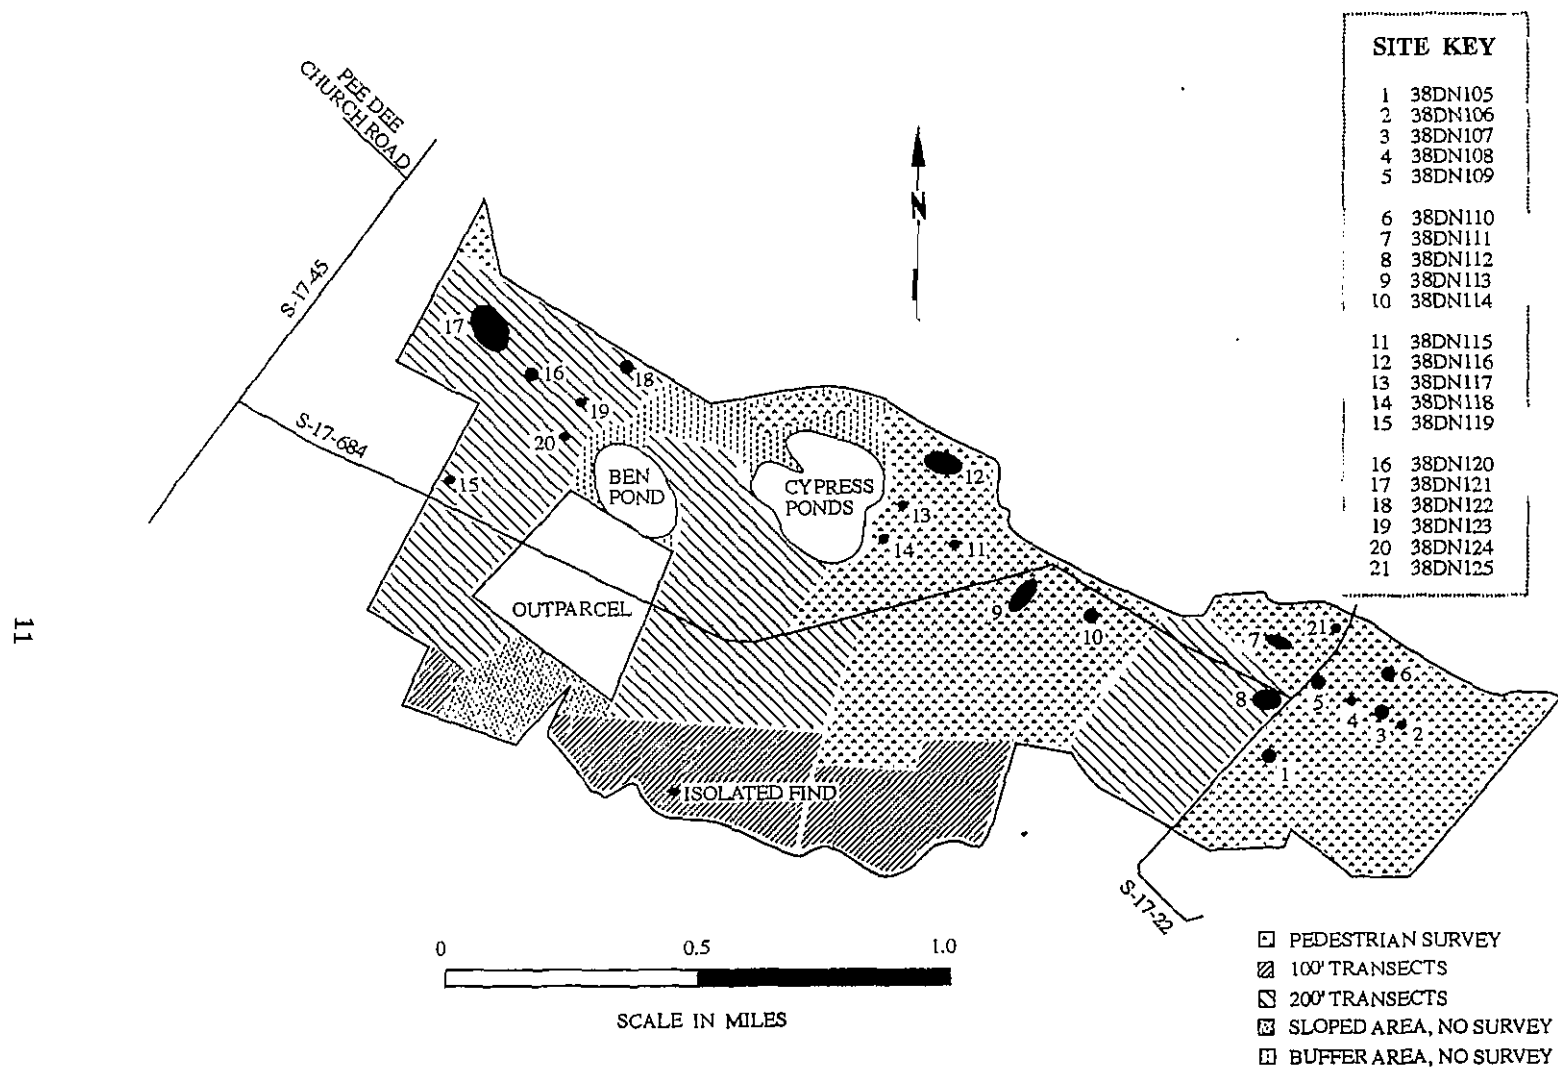 SITE KEY
1 38DN105
2 38DN106
3 38DN107
4 38DN108
5 38DN109
6 38DN110
7 38DN111
8 38DN112
9 38DN113
10 38DN114
11 38DN115
12 38DN116
13 38DN117
14 38DN118
15 38DN119
16 38DN120
17 38DN121
18 38DN122
19 38DN123
20 38DN124
21 38DN125
PEE DEE
CHURCH ROAD
N
S-17-45
S-17-684
17
16
18
19
20
15
BEN
POND
CYPRESS
PONDS
12
13
14
11
OUTPARCEL
9
10
7
21
8
5
6
4
3
2
1
ISOLATED FIND
S-17-22
11
0 0.5 1.0
SCALE IN MILES
PEDESTRIAN SURVEY
100' TRANSECTS
200' TRANSECTS
SLOPED AREA, NO SURVEY
BUFFER AREA, NO SURVEY